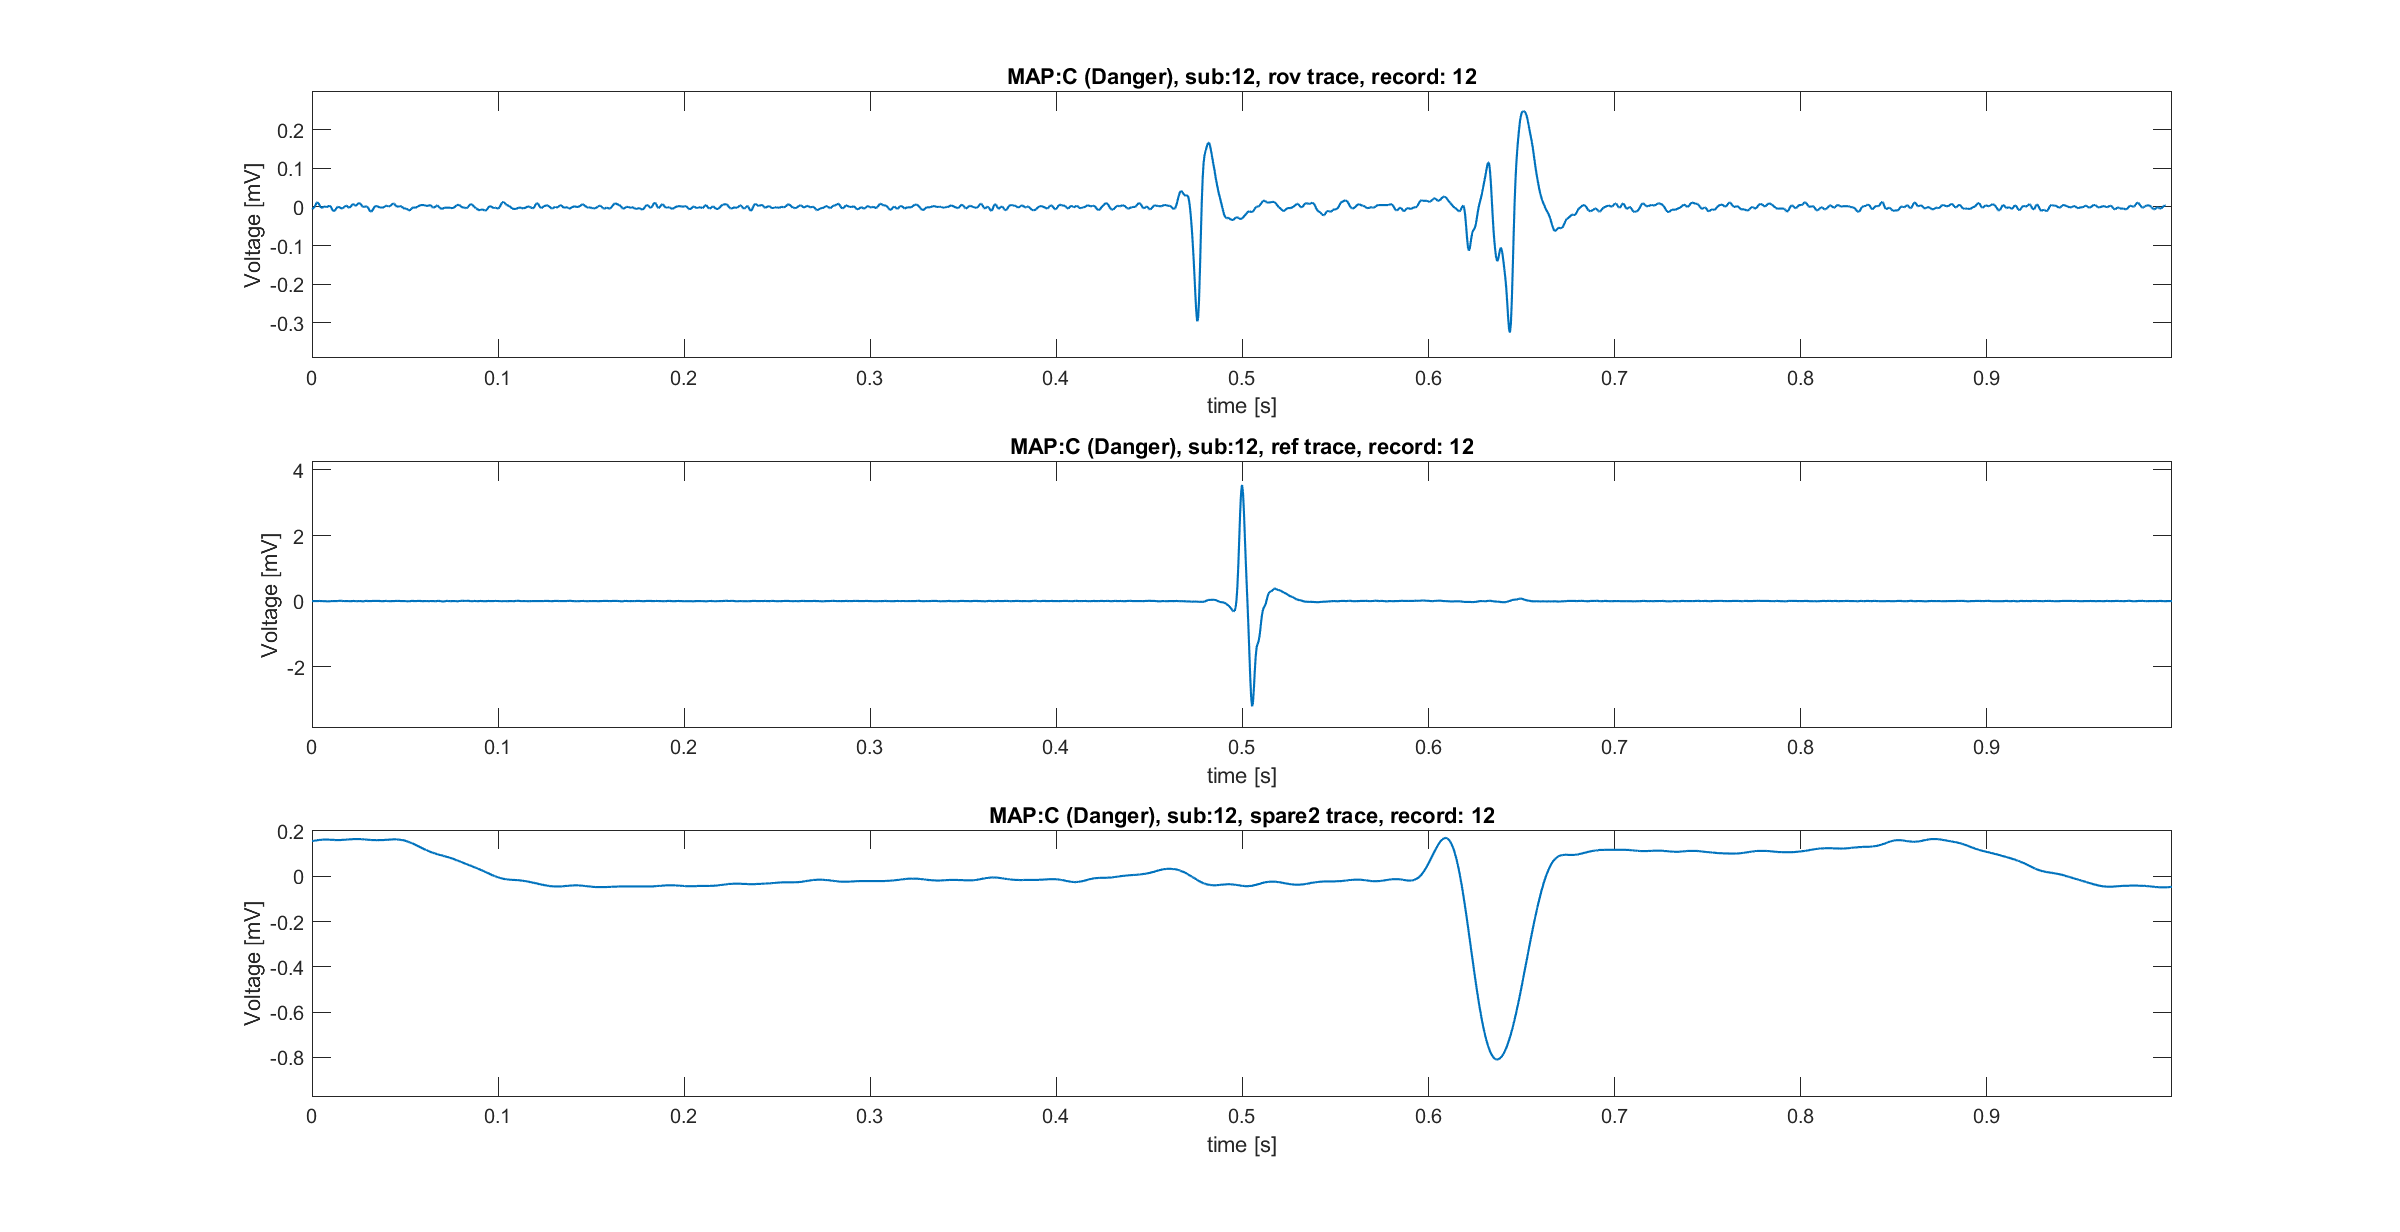 MAP:C (Danger), sub:12, rov trace, record: 12
Voltage [mV]
0.2
0.1
0
-0.1
-0.2
-0.3
0 0.1 0.2 0.3 0.4 0.5 0.6 0.7 0.8 0.9
time [s]
MAP:C (Danger), sub:12, ref trace, record: 12
Voltage [mV]
4
2
0
-2
0 0.1 0.2 0.3 0.4 0.5 0.6 0.7 0.8 0.9
time [s]
MAP:C (Danger), sub:12, spare2 trace, record: 12
Voltage [mV]
0.2
0
-0.2
-0.4
-0.6
-0.8
0 0.1 0.2 0.3 0.4 0.5 0.6 0.7 0.8 0.9
time [s]